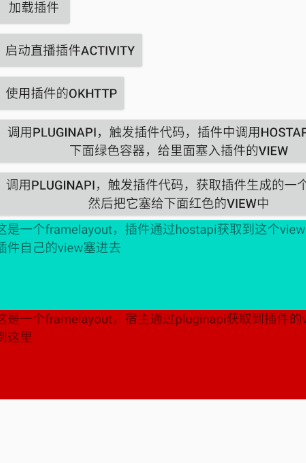 加载插件
启动直播插件ACTIVITY
使用插件的OKHTTP
调用PLUGINAPI，触发插件代码，插件中调用HOSTAP
下面绿色容器，给里面塞入插件的VIEW
调用PLUGINAPI，触发插件代码，获取插件生成的一个
然后把它塞给下面红色的VIEW中
这是一个framelayout，插件通过hostapi获取到这个view
插件自己的view塞进去
这是一个framelayout，宿主通过pluginapi获取到插件的v
到这里